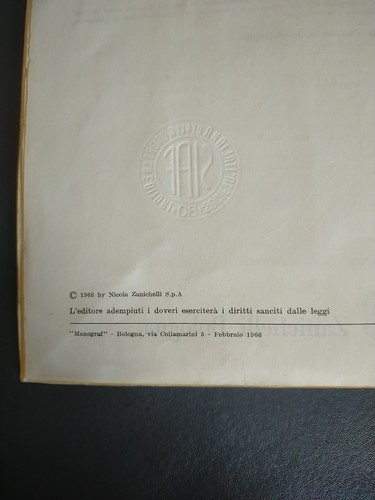 SIAE
© 1966 by Nicola Zanichelli S.p.A
L'editore adempiuti i doveri eserciterà i diritti sanciti dalle leggi
"Monograf" - Bologna, via Collamarini 5 - Febbraio 1966